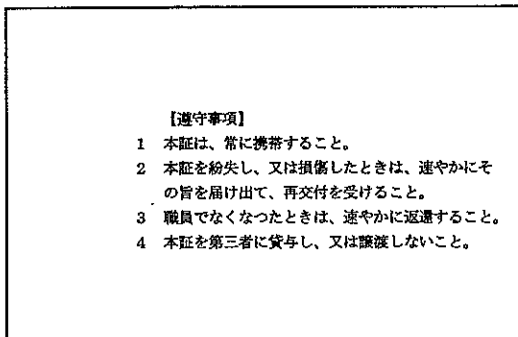 【遵守事項】
1 本証は、常に携帯すること。
2 本証を紛失し、又は損傷したときは、速やかにそ
の旨を届け出て、再交付を受けること。
3 職員でなくなつたときは、速やかに返還すること。
4 本証を第三者に貸与し、又は譲渡しないこと。